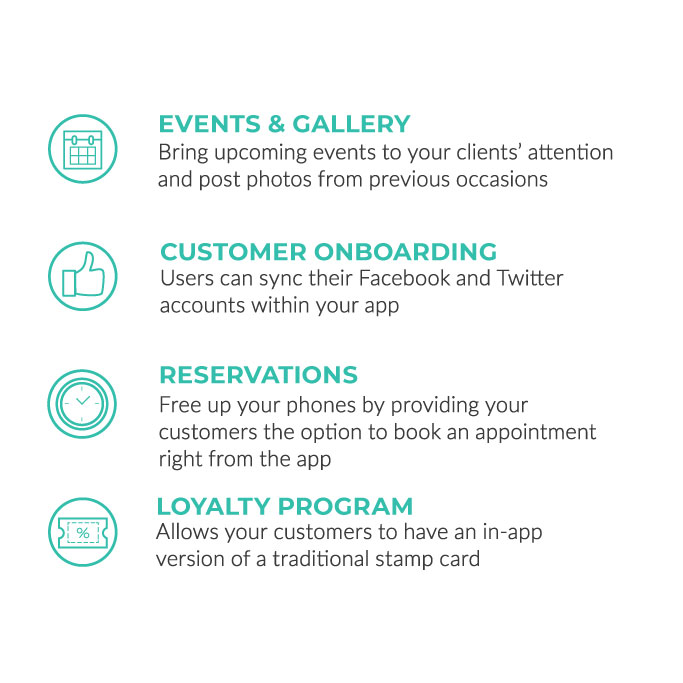 EVENTS & GALLERY
Bring upcoming events to your clients’ attention
and post photos from previous occasions
CUSTOMER ONBOARDING
Users can sync their Facebook and Twitter
accounts within your app
RESERVATIONS
Free up your phones by providing your
customers the option to book an appointment
right from the app
LOYALTY PROGRAM
%
Allows your customers to have an in-app
version of a traditional stamp card